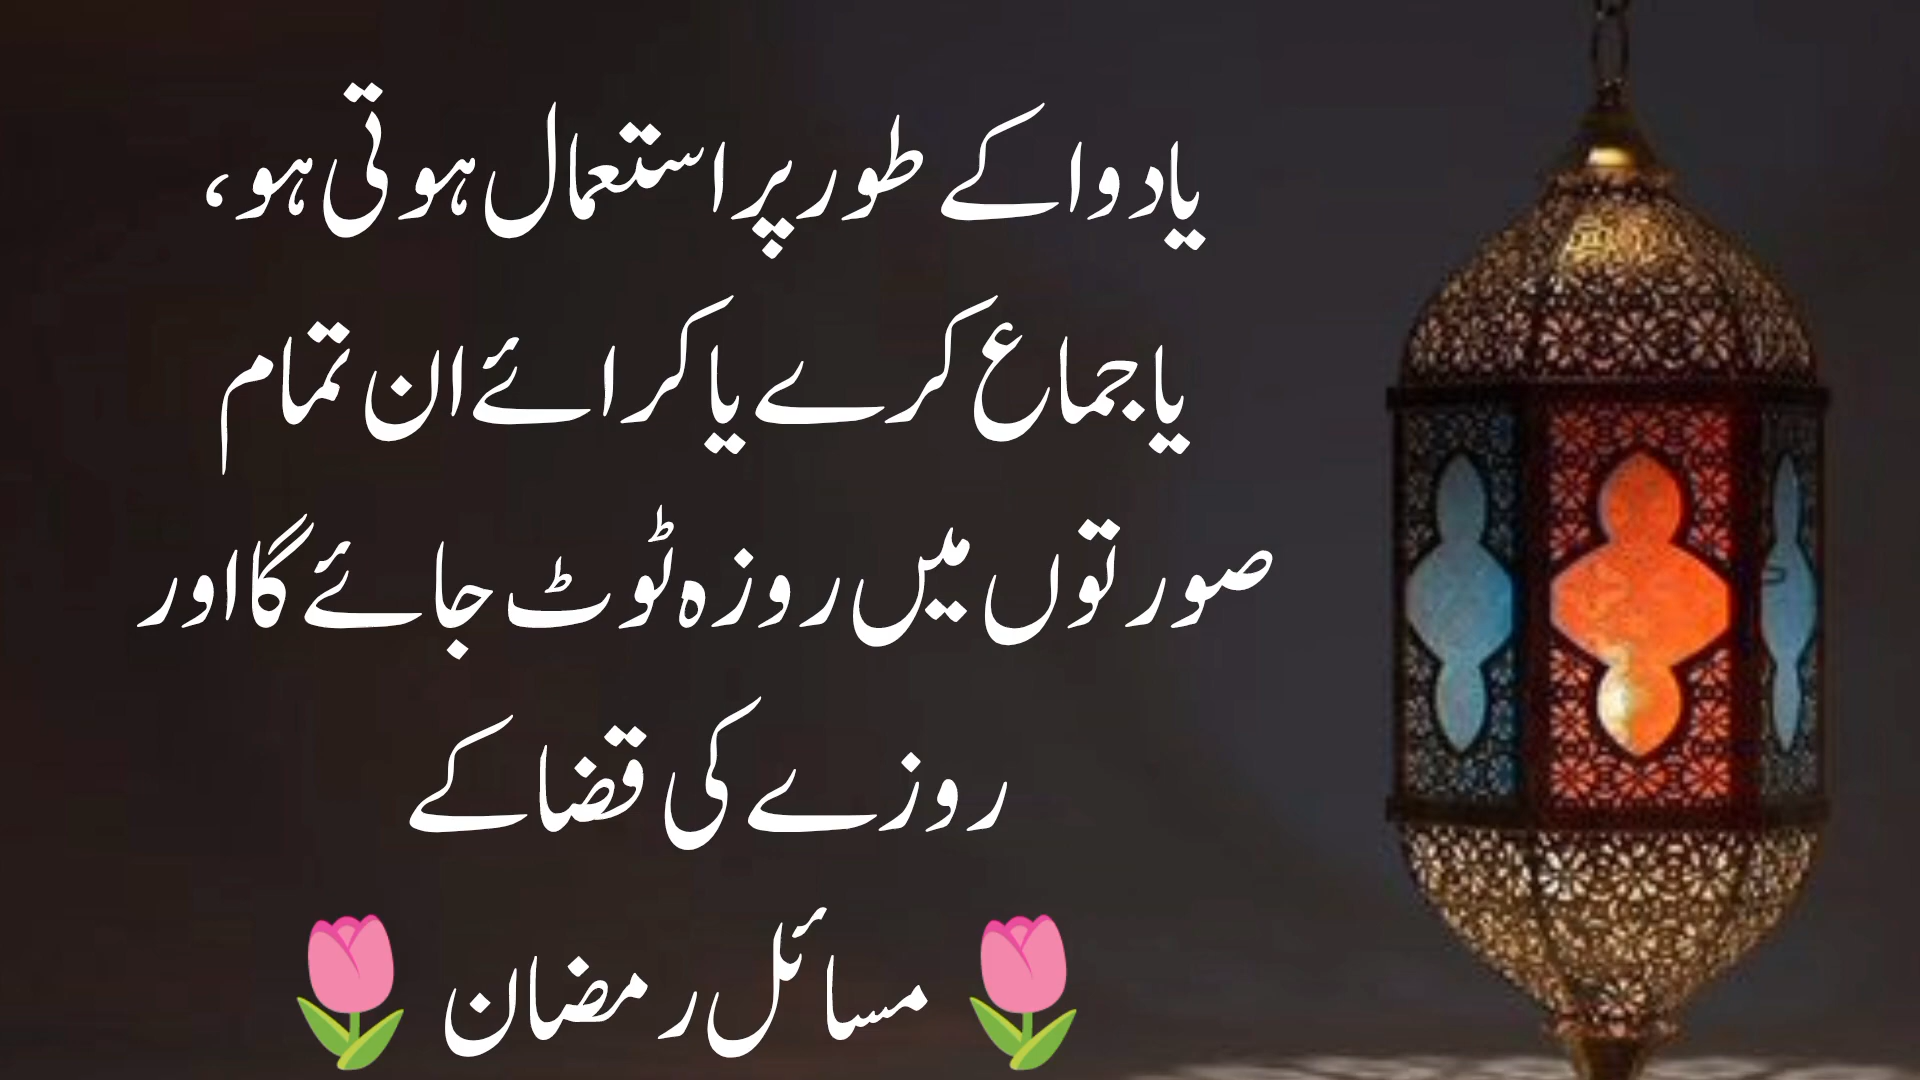 یا دوا کے طور پر استعمال ہوتی ہو،
یا جماع کرے یا کرائے ان تمام
صورتوں میں روزہ ٹوٹ جائے گا اور
روزے کی قضا کے
🌷 مسائل رمضان 🌷